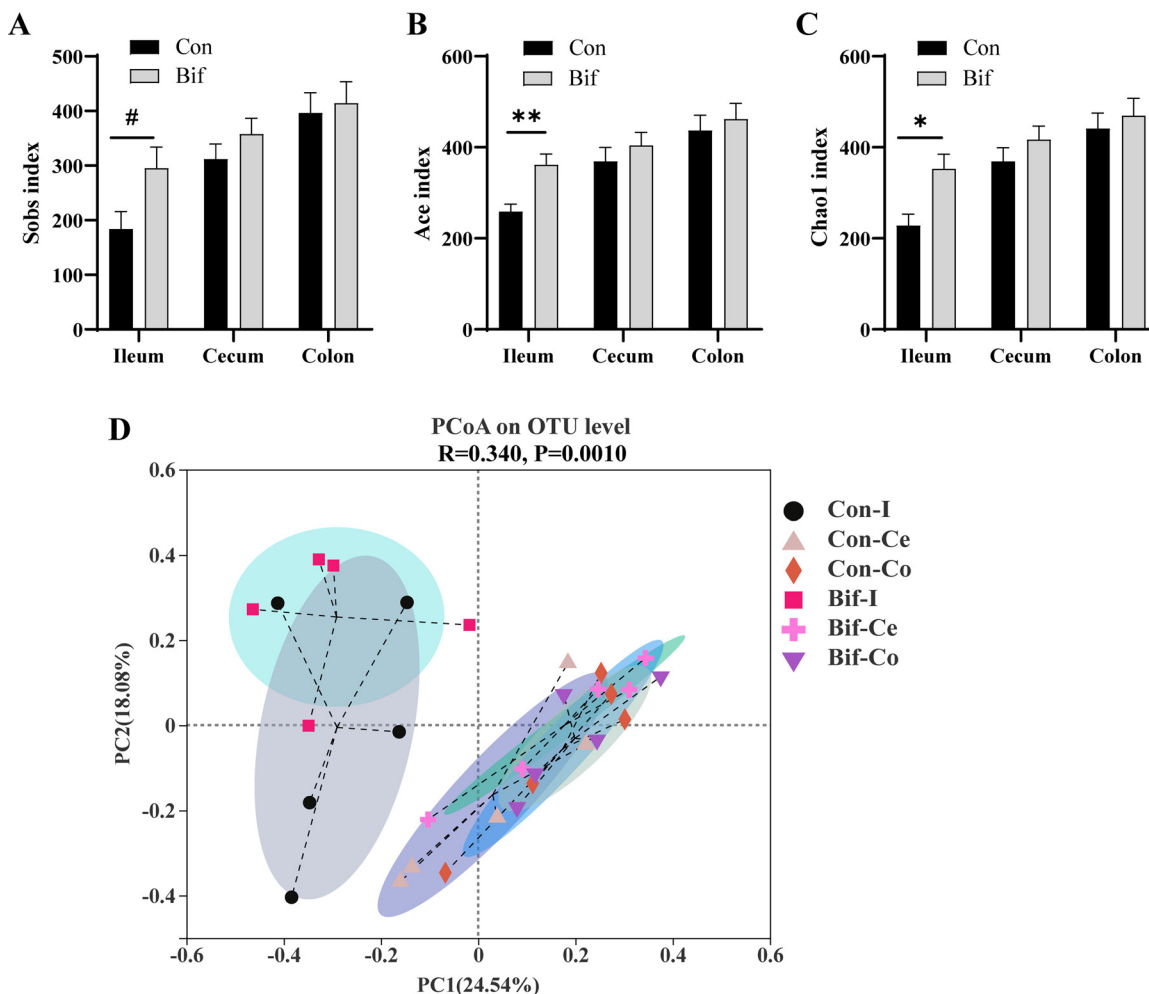 A
Con
Bif
500
400
300
200
100
0
Sobs index
#
Ileum
Cecum
Colon
B
Con
Bif
600
400
200
0
Ace index
**
Ileum
Cecum
Colon
C
Con
Bif
600
400
200
0
Chao1 index
*
Ileum
Cecum
Colon
D
PCoA on OTU level
R=0.340, P=0.0010
0.6
0.4
0.2
0
-0.2
-0.4
PC2(18.08%)
-0.6
-0.4
-0.2
0
0.2
0.4
0.6
PC1(24.54%)
Con-I
Con-Ce
Con-Co
Bif-I
Bif-Ce
Bif-Co